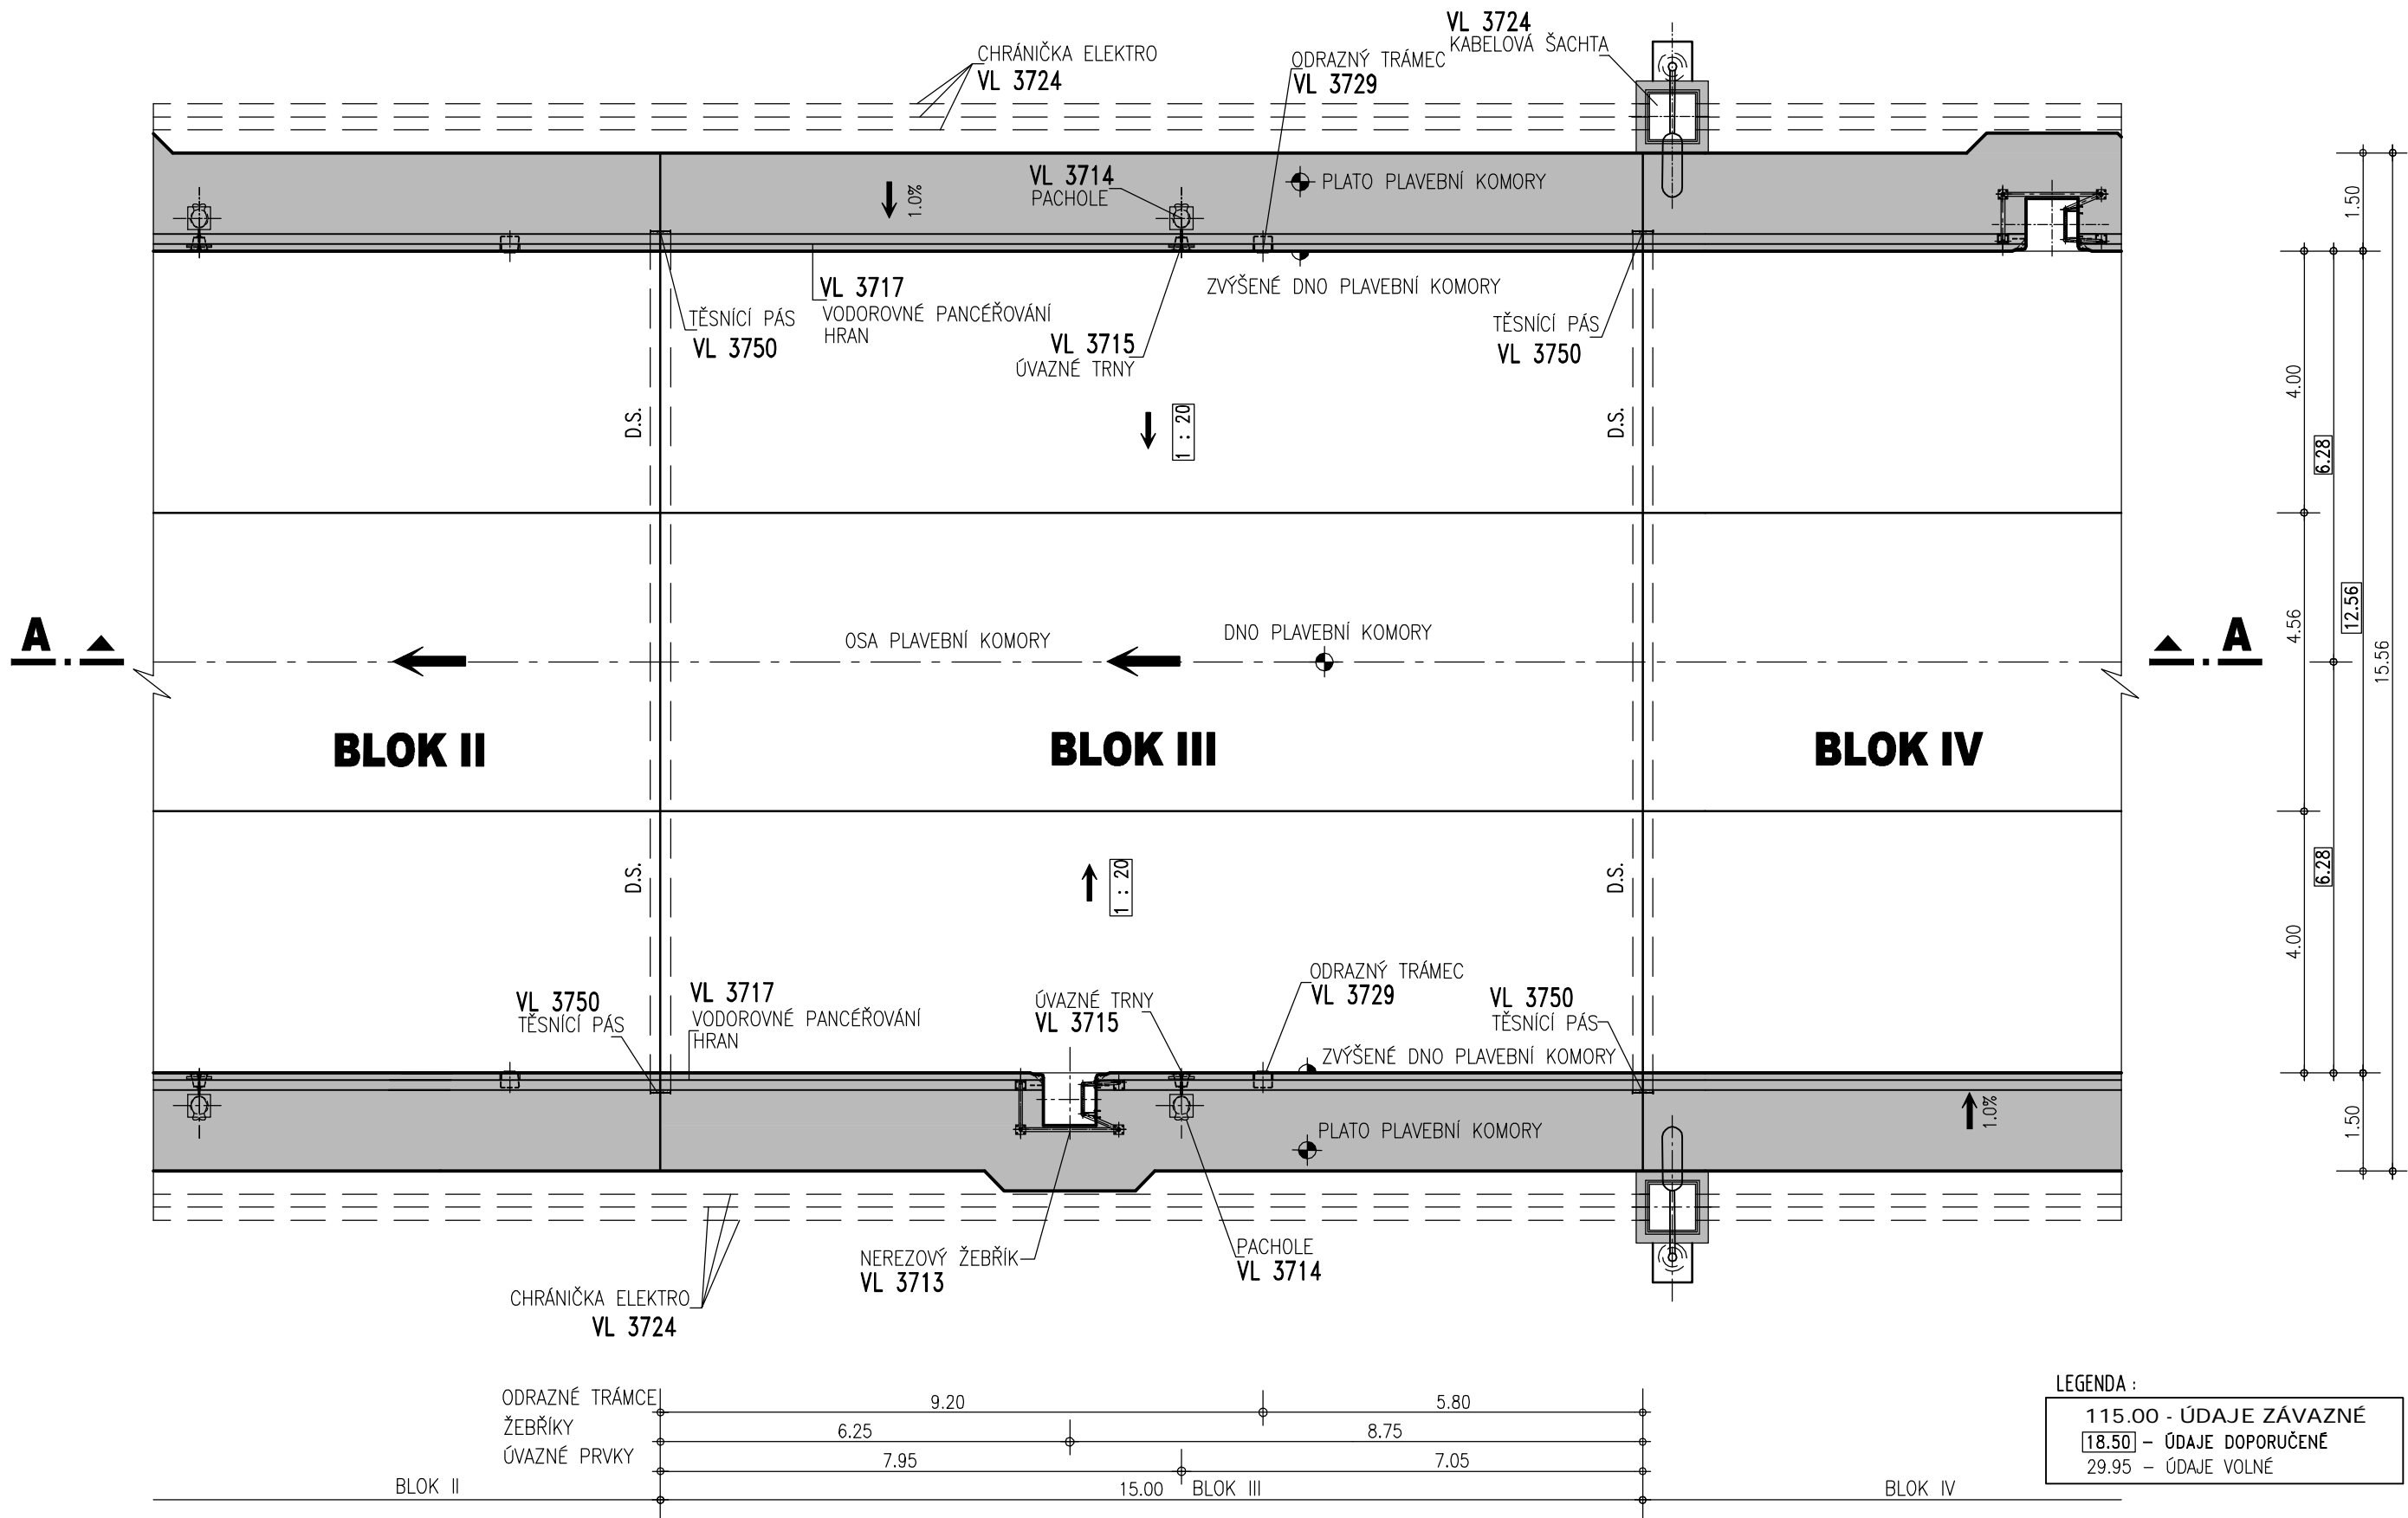 VL 3724
KABELOVÁ ŠACHTA
CHRÁNIČKA ELEKTRO
VL 3724
ODRAZNÝ TRÁMEC
VL 3729
VL 3714
PACHOLE
1.0%
PLATO PLAVEBNÍ KOMORY
1.50
ZVÝŠENÉ DNO PLAVEBNÍ KOMORY
VL 3717
VODOROVNÉ PANCÉŘOVÁNÍ
HRAN
TĚSNÍCÍ PÁS
VL 3750
VL 3715
ÚVAZNÉ TRNY
TĚSNÍCÍ PÁS
VL 3750
D.S.
1 : 20
D.S.
4.00
6.28
A
OSA PLAVEBNÍ KOMORY
DNO PLAVEBNÍ KOMORY
A
4.56
12.56
15.56
BLOK II
BLOK III
BLOK IV
D.S.
1 : 20
D.S.
6.28
4.00
VL 3750
TĚSNÍCÍ PÁS
VL 3717
VODOROVNÉ PANCÉŘOVÁNÍ
HRAN
ÚVAZNÉ TRNY
VL 3715
ODRAZNÝ TRÁMEC
VL 3729
VL 3750
TĚSNÍCÍ PÁS
ZVÝŠENÉ DNO PLAVEBNÍ KOMORY
PLATO PLAVEBNÍ KOMORY
1.0%
1.50
NEREZOVÝ ŽEBŘÍK
VL 3713
PACHOLE
VL 3714
CHRÁNIČKA ELEKTRO
VL 3724
ODRAZNÉ TRÁMCE
9.20
5.80
ŽEBŘÍKY
6.25
8.75
ÚVAZNÉ PRVKY
7.95
7.05
BLOK II
15.00
BLOK III
BLOK IV
LEGENDA :
115.00 - ÚDAJE ZÁVAZNÉ
18.50 – ÚDAJE DOPORUČENÉ
29.95 – ÚDAJE VOLNÉ